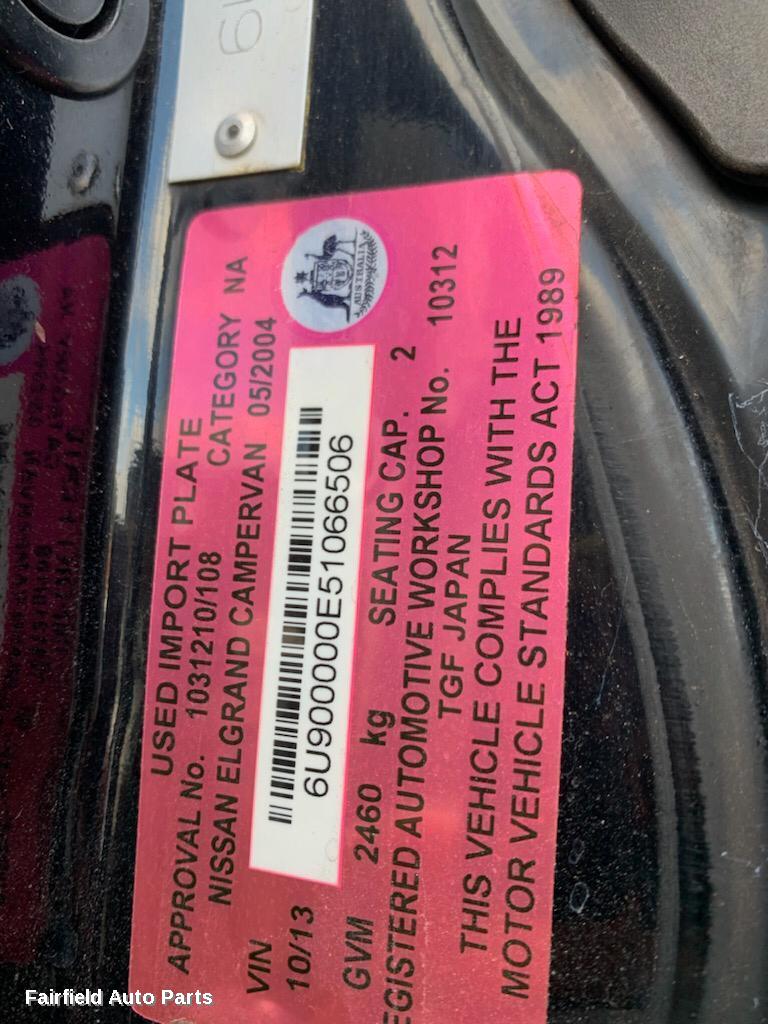 6U
USED IMPORT PLATE
APPROVAL No. 1031210/108 CATEGORY NA
NISSAN ELGRAND CAMPERVAN 05/2004
VIN
10/13
6U900000E51066506
AUSTRALIA
GVM 2460 kg SEATING CAP. 2
EGISTERED AUTOMOTIVE WORKSHOP No. 10312
TGF JAPAN
THIS VEHICLE COMPLIES WITH THE
MOTOR VEHICLE STANDARDS ACT 1989
Fairfield Auto Parts